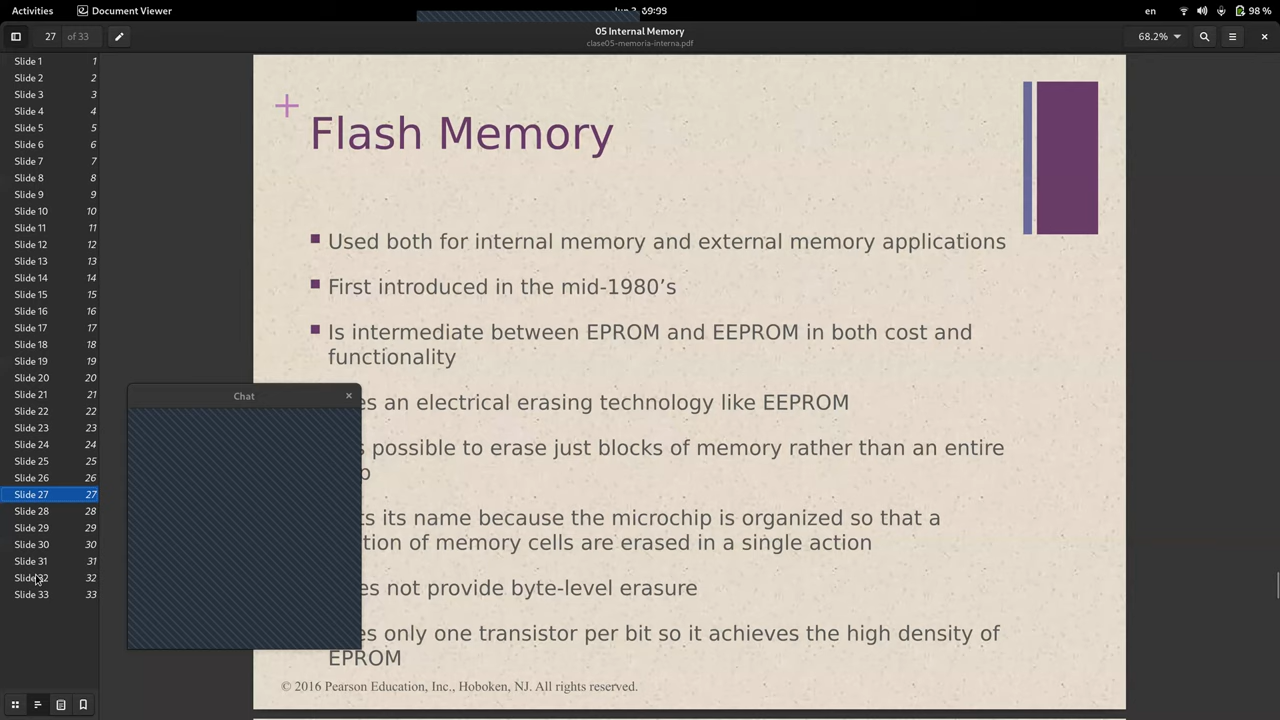 Activities
Document Viewer
en
98 %
27 of 33
05 Internal Memory
clase05-memoria-interna.pdf
68.2%
Slide 1 1
Slide 2 2
Slide 3 3
Slide 4 4
Slide 5 5
Slide 6 6
Slide 7 7
Slide 8 8
Slide 9 9
Slide 10 10
Slide 11 11
Slide 12 12
Slide 13 13
Slide 14 14
Slide 15 15
Slide 16 16
Slide 17 17
Slide 18 18
Slide 19 19
Slide 20 20
Slide 21 21
Slide 22 22
Slide 23 23
Slide 24 24
Slide 25 25
Slide 26 26
Slide 27 27
Slide 28 28
Slide 29 29
Slide 30 30
Slide 31 31
Slide 32 32
Slide 33 33
Chat
+
Flash Memory
Used both for internal memory and external memory applications
First introduced in the mid-1980’s
Is intermediate between EPROM and EEPROM in both cost and
functionality
an electrical erasing technology like EEPROM
possible to erase just blocks of memory rather than an entire
its name because the microchip is organized so that a
of memory cells are erased in a single action
not provide byte-level erasure
only one transistor per bit so it achieves the high density of
EPROM
© 2016 Pearson Education, Inc., Hoboken, NJ. All rights reserved.